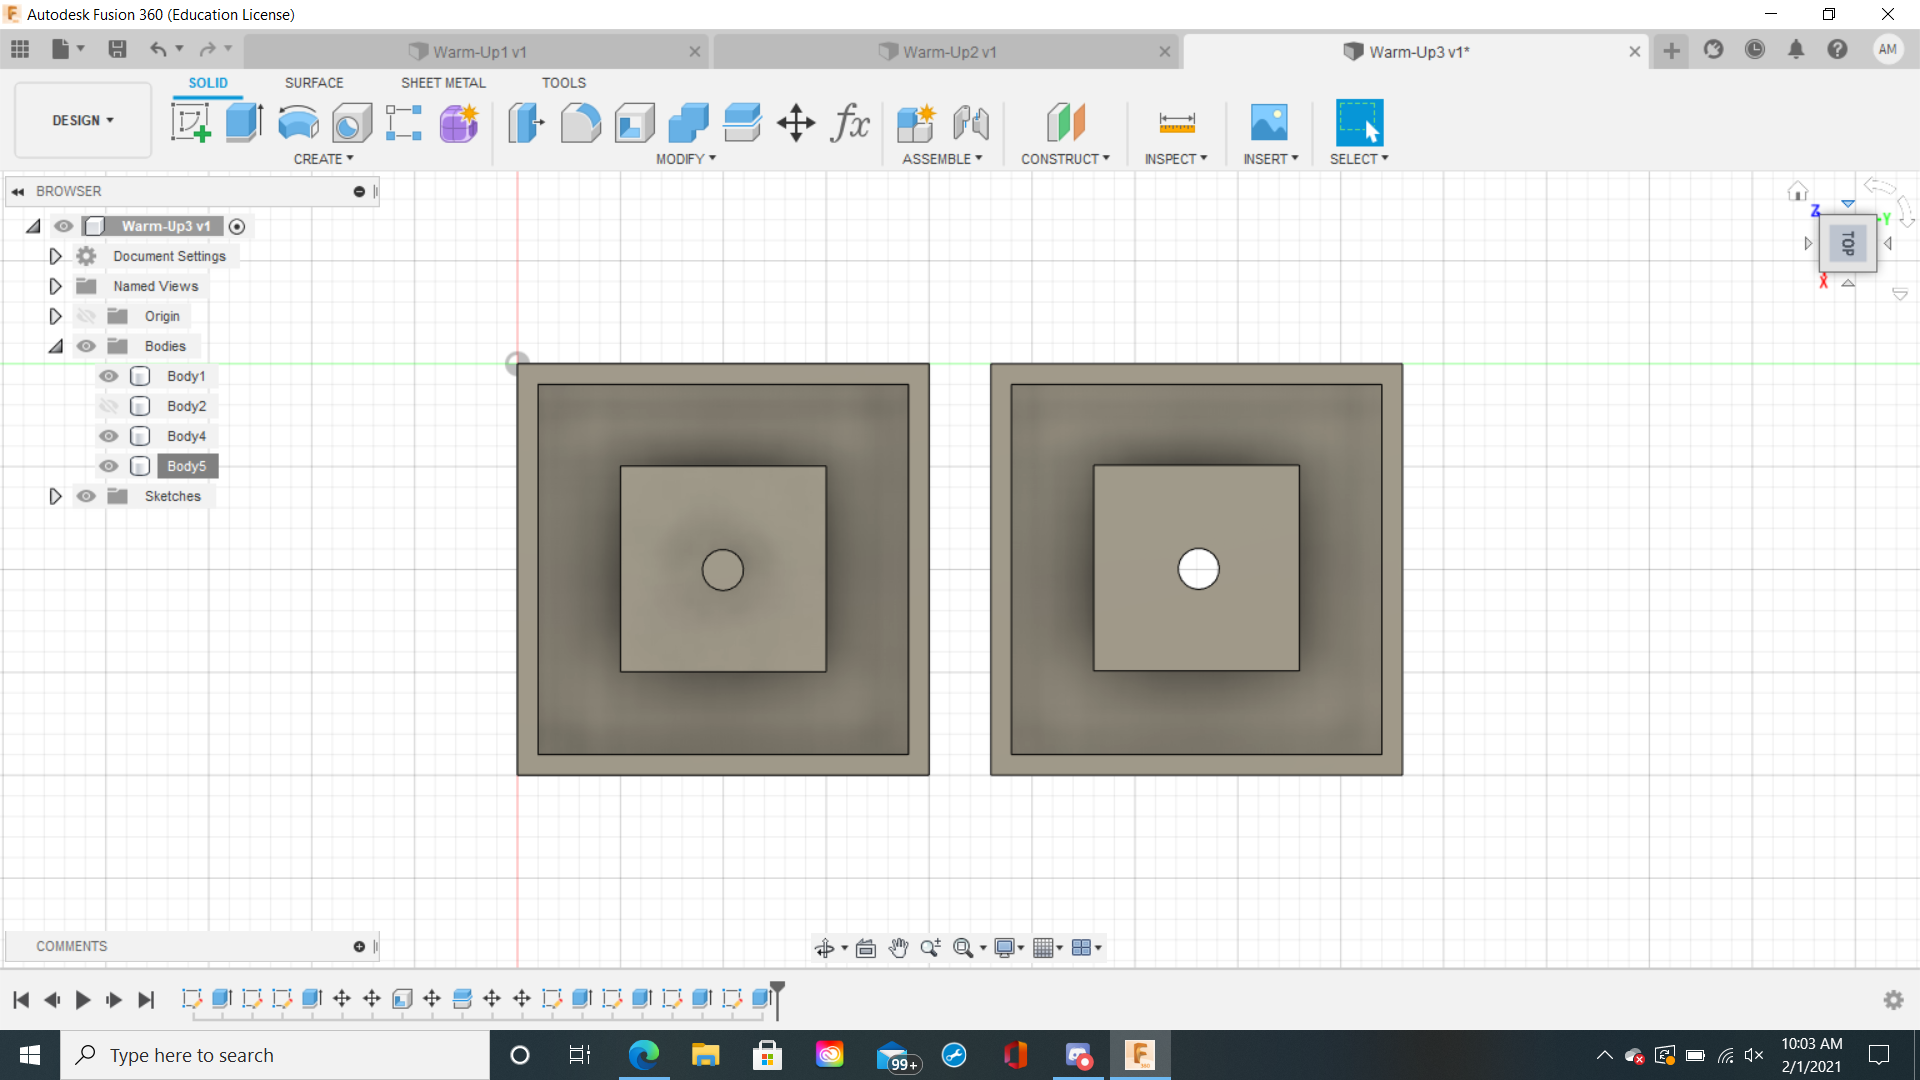 Autodesk Fusion 360 (Education License)
Warm-Up1 v1
Warm-Up2 v1
Warm-Up3 v1*
AM
SOLID SURFACE SHEET METAL TOOLS
DESIGN
fx
CREATE MODIFY ASSEMBLE CONSTRUCT INSPECT INSERT SELECT
BROWSER
Warm-Up3 v1
Document Settings
Named Views
Origin
Bodies
Body1
Body2
Body4
Body5
Sketches
Z
Y
TOP
X
COMMENTS
Type here to search
99+
10:03 AM
2/1/2021